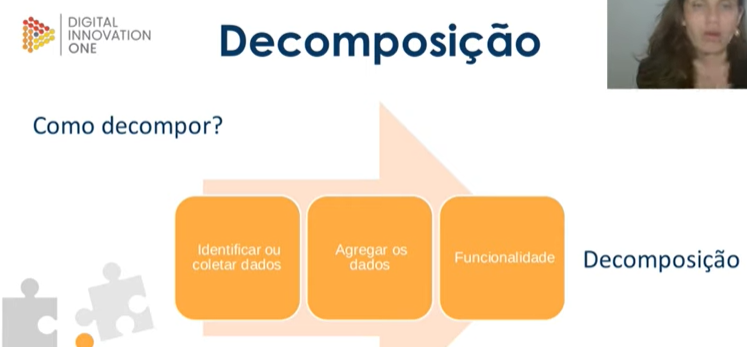 DIGITAL
INNOVATION
ONE
Decomposição
Como decompor?
Identificar ou
coletar dados
Agregar os
dados
Funcionalidade
Decomposição